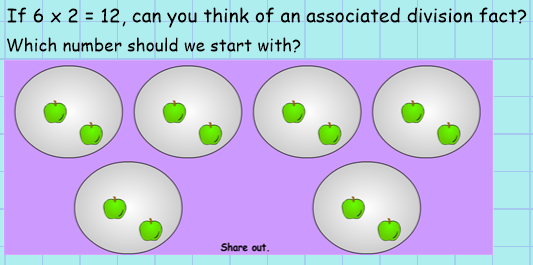 If 6 x 2 = 12, can you think of an associated division fact?
Which number should we start with?
Share out.